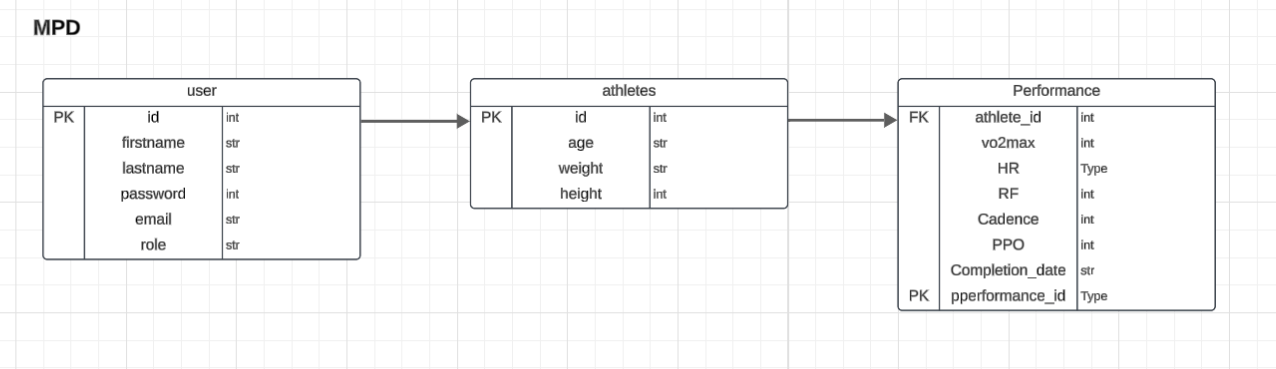 MPD
user
PK id int
firstname str
lastname str
password int
email str
role str
athletes
PK id int
age str
weight str
height int
Performance
FK athlete_id int
vo2max int
HR Type
RF int
Cadence int
PPO int
Completion_date str
PK pperformance_id Type